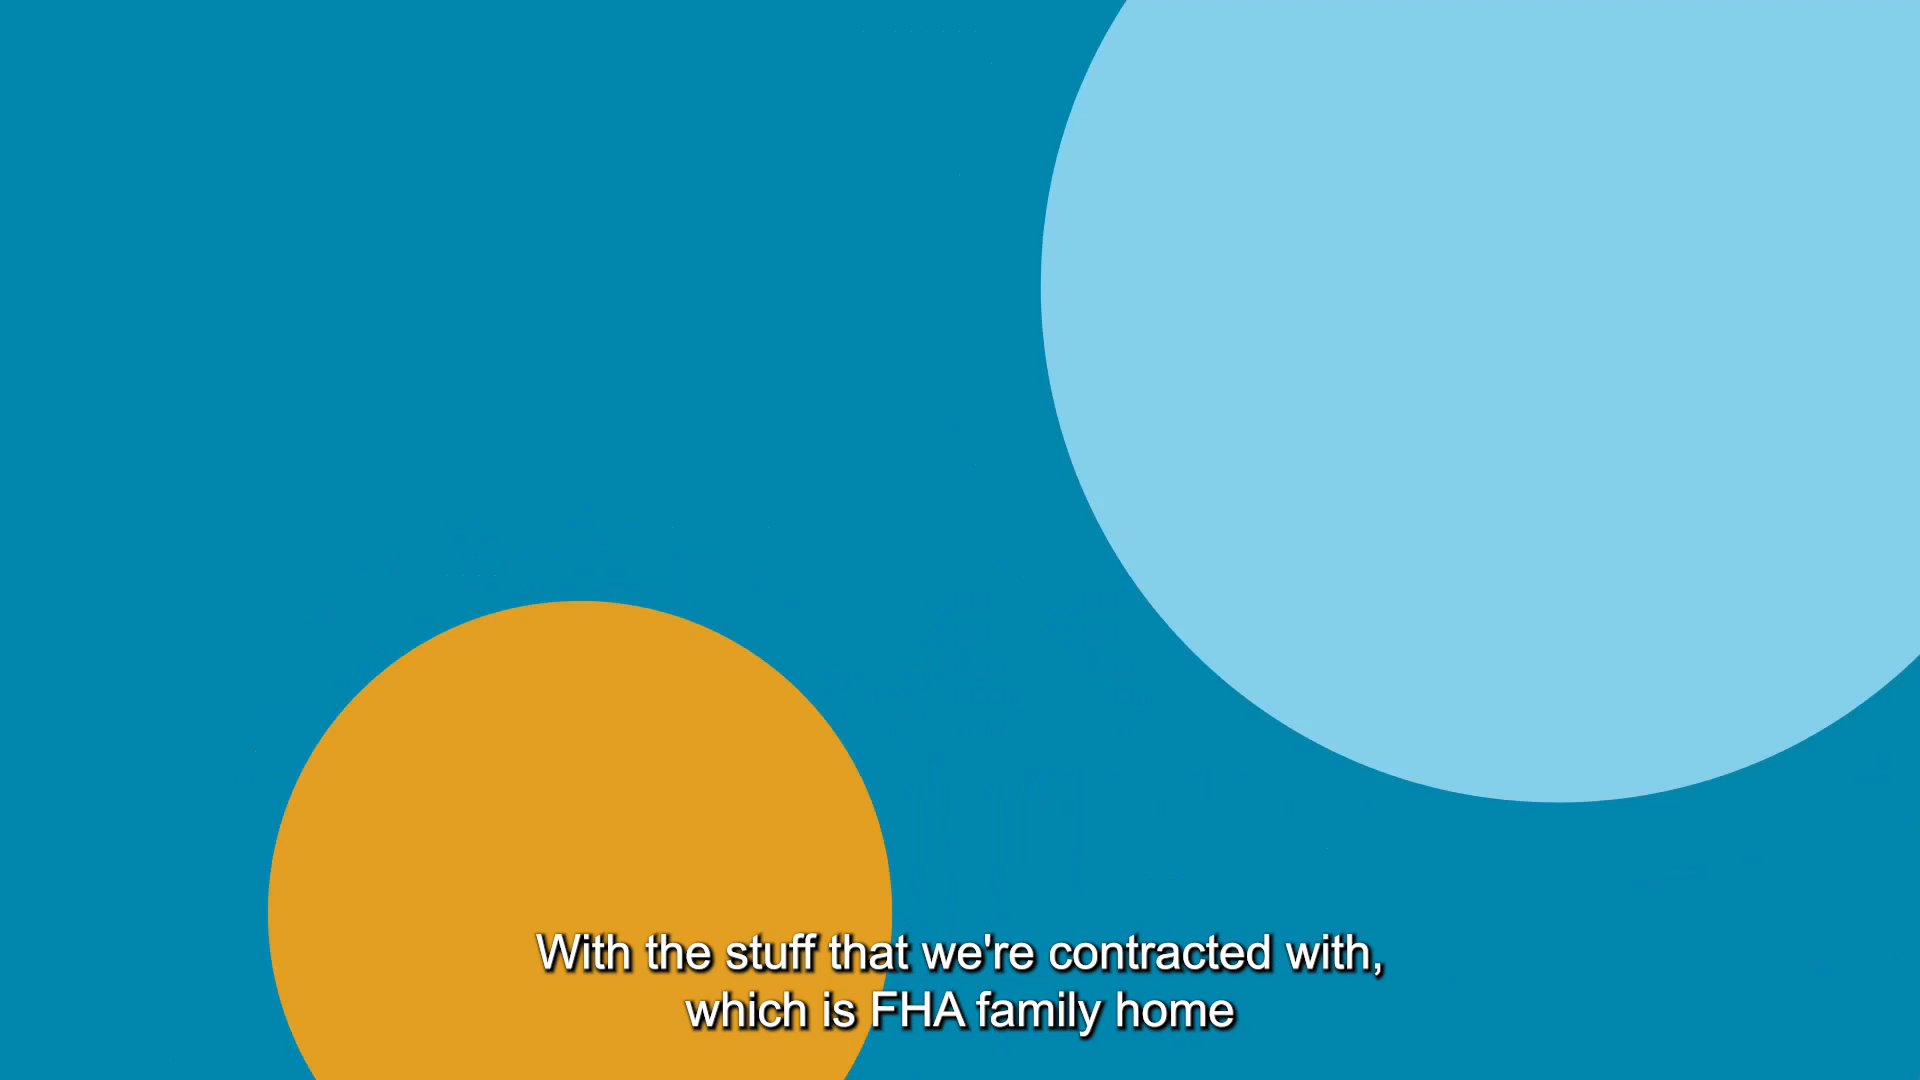 With the stuff that we're contracted with,
which is FHA family home